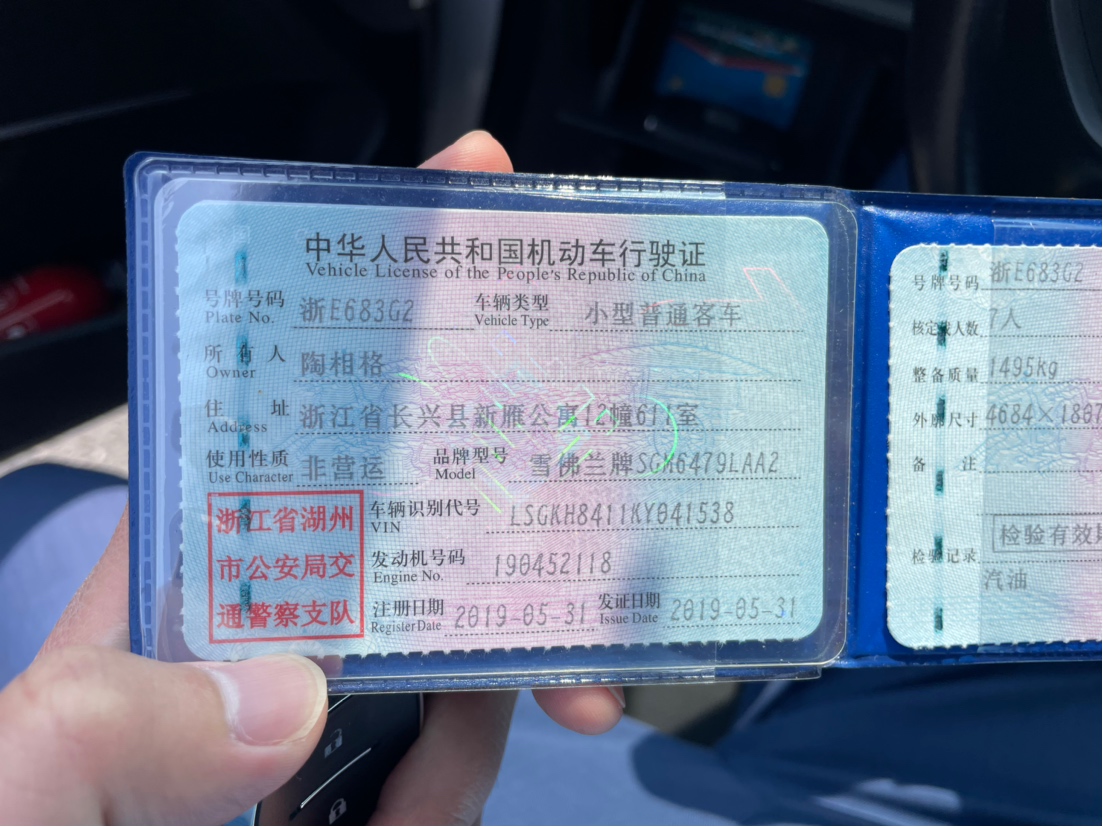 中华人民共和国机动车行驶证
Vehicle License of the People's Republic of China
号牌号码 浙E683G2 车辆类型 小型普通客车
Plate No. Vehicle Type
所有人 陶相格
Owner
住址 浙江省长兴县新雁公寓12幢611室
Address
使用性质 非营运 品牌型号 雪佛兰牌SGM6479LAA2
Use Character Model
浙江省湖州
市公安局交
通警察支队
车辆识别代号 LSGKH8411KY041538
VIN
发动机号码 190452118
Engine No.
注册日期 2019-05-31 发证日期 2019-05-31
Register Date Issue Date
号牌号码 浙E683G2
核定载人数 7人
整备质量 1495kg
外廓尺寸 4684×1807
备注
检验有效期
检验记录
汽油